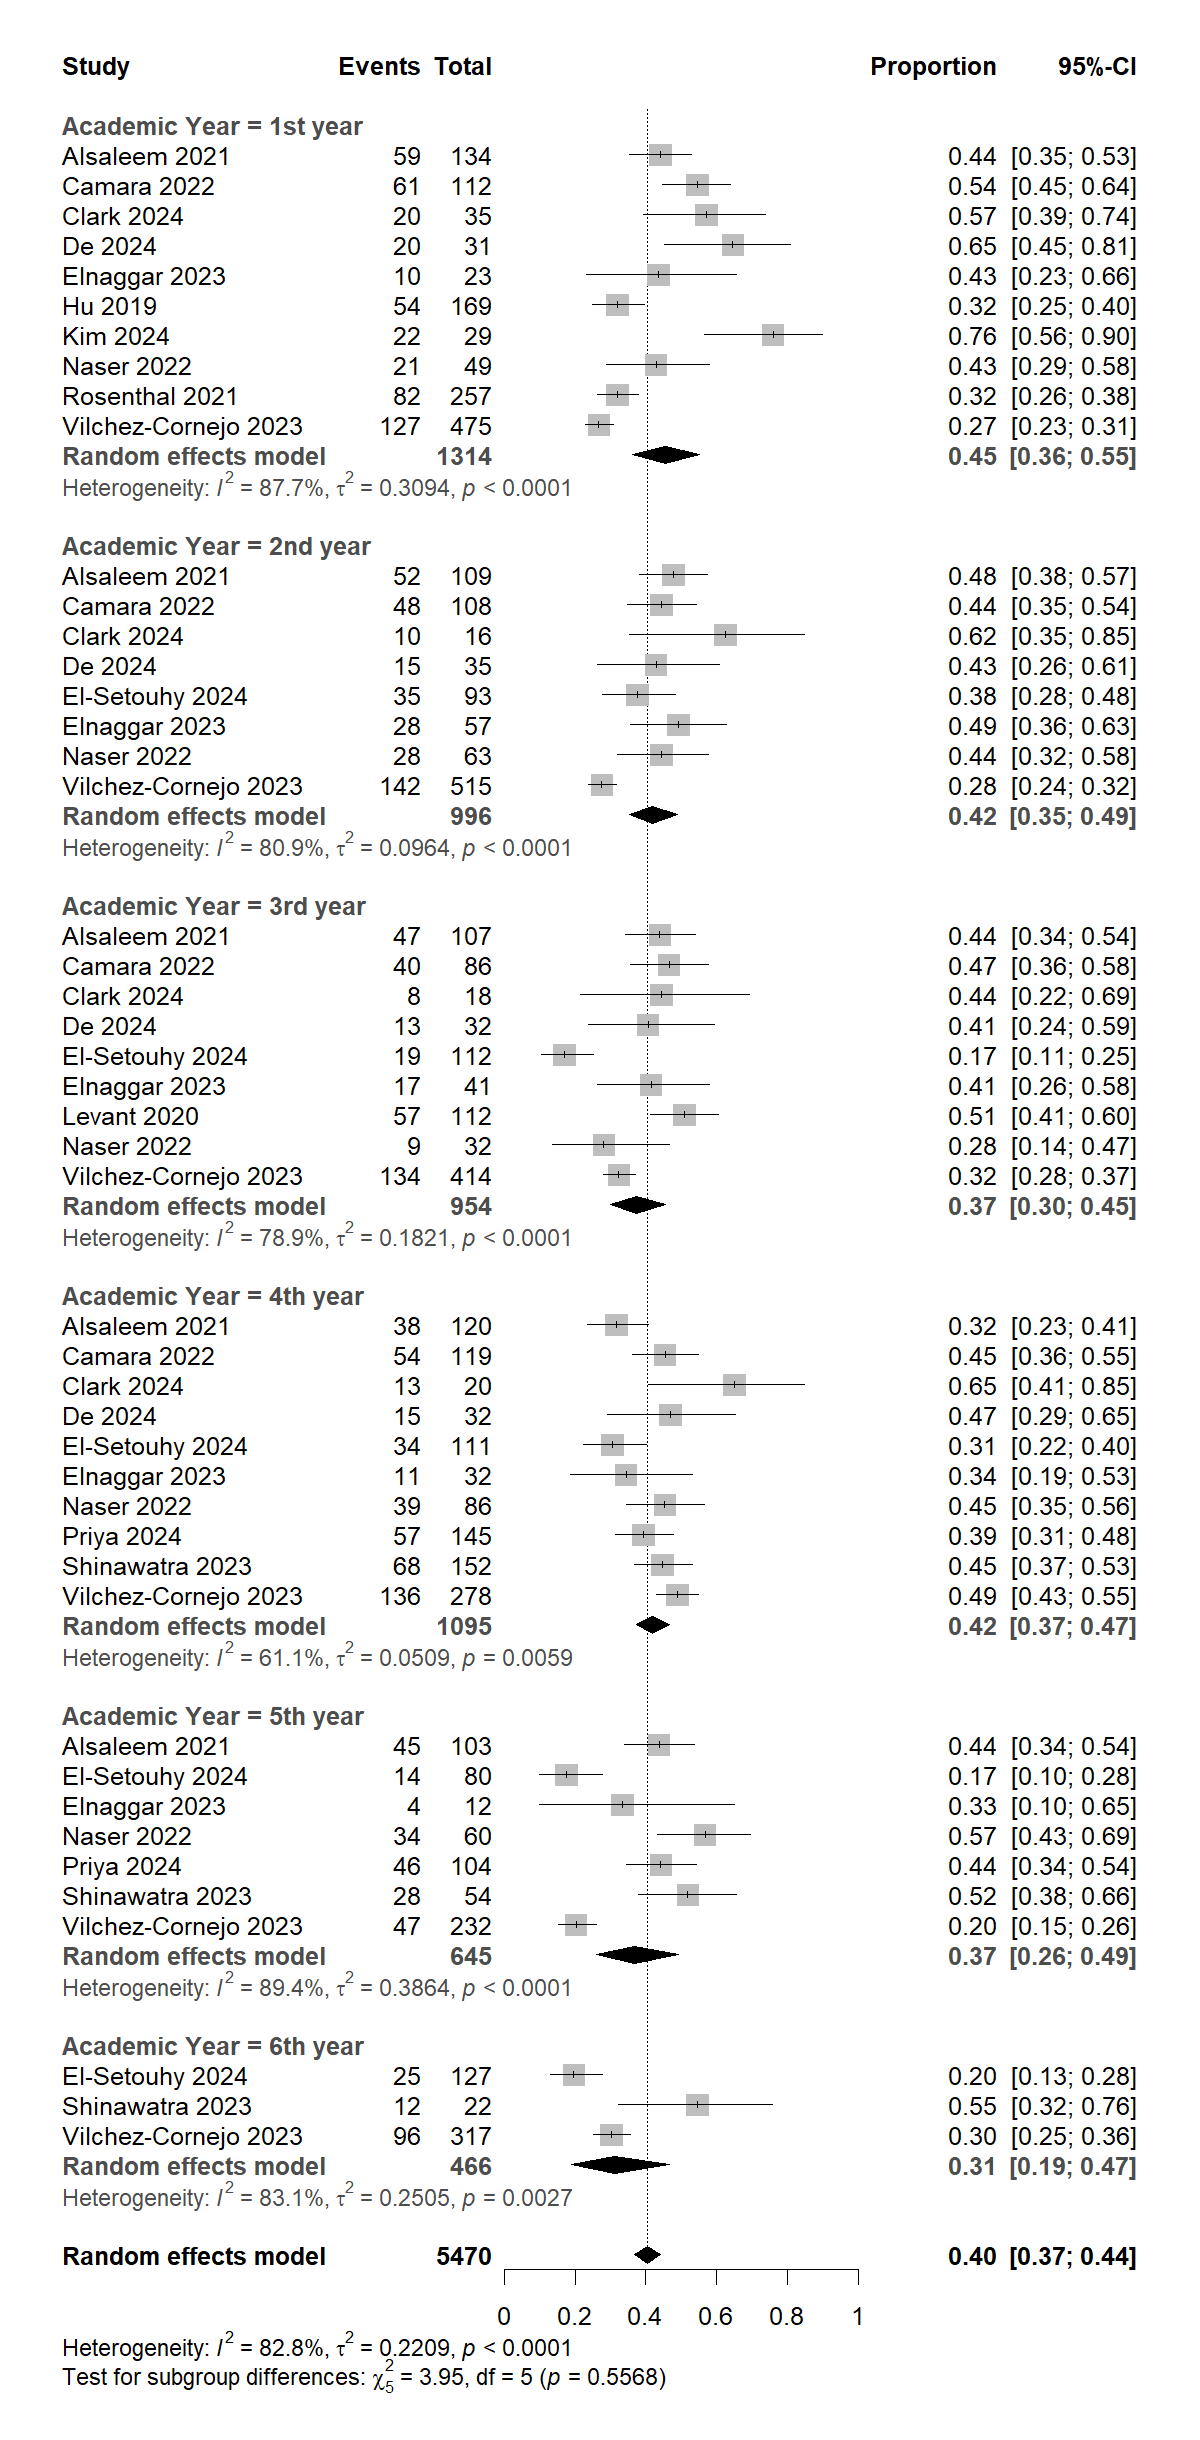 Study Events Total Proportion 95%-CI
Academic Year = 1st year
Alsaleem 2021 59 134 0.44 [0.35; 0.53]
Camara 2022 61 112 0.54 [0.45; 0.64]
Clark 2024 20 35 0.57 [0.39; 0.74]
De 2024 20 31 0.65 [0.45; 0.81]
Elnaggar 2023 10 23 0.43 [0.23; 0.66]
Hu 2019 54 169 0.32 [0.25; 0.40]
Kim 2024 22 29 0.76 [0.56; 0.90]
Naser 2022 21 49 0.43 [0.29; 0.58]
Rosenthal 2021 82 257 0.32 [0.26; 0.38]
Vilchez-Cornejo 2023 127 475 0.27 [0.23; 0.31]
Random effects model 1314 0.45 [0.36; 0.55]
Heterogeneity: I² = 87.7%, τ² = 0.3094, p < 0.0001
Academic Year = 2nd year
Alsaleem 2021 52 109 0.48 [0.38; 0.57]
Camara 2022 48 108 0.44 [0.35; 0.54]
Clark 2024 10 16 0.62 [0.35; 0.85]
De 2024 15 35 0.43 [0.26; 0.61]
El-Setouhy 2024 35 93 0.38 [0.28; 0.48]
Elnaggar 2023 28 57 0.49 [0.36; 0.63]
Naser 2022 28 63 0.44 [0.32; 0.58]
Vilchez-Cornejo 2023 142 515 0.28 [0.24; 0.32]
Random effects model 996 0.42 [0.35; 0.49]
Heterogeneity: I² = 80.9%, τ² = 0.0964, p < 0.0001
Academic Year = 3rd year
Alsaleem 2021 47 107 0.44 [0.34; 0.54]
Camara 2022 40 86 0.47 [0.36; 0.58]
Clark 2024 8 18 0.44 [0.22; 0.69]
De 2024 13 32 0.41 [0.24; 0.59]
El-Setouhy 2024 19 112 0.17 [0.11; 0.25]
Elnaggar 2023 17 41 0.41 [0.26; 0.58]
Levant 2020 57 112 0.51 [0.41; 0.60]
Naser 2022 9 32 0.28 [0.14; 0.47]
Vilchez-Cornejo 2023 134 414 0.32 [0.28; 0.37]
Random effects model 954 0.37 [0.30; 0.45]
Heterogeneity: I² = 78.9%, τ² = 0.1821, p < 0.0001
Academic Year = 4th year
Alsaleem 2021 38 120 0.32 [0.23; 0.41]
Camara 2022 54 119 0.45 [0.36; 0.55]
Clark 2024 13 20 0.65 [0.41; 0.85]
De 2024 15 32 0.47 [0.29; 0.65]
El-Setouhy 2024 34 111 0.31 [0.22; 0.40]
Elnaggar 2023 11 32 0.34 [0.19; 0.53]
Naser 2022 39 86 0.45 [0.35; 0.56]
Priya 2024 57 145 0.39 [0.31; 0.48]
Shinawatra 2023 68 152 0.45 [0.37; 0.53]
Vilchez-Cornejo 2023 136 278 0.49 [0.43; 0.55]
Random effects model 1095 0.42 [0.37; 0.47]
Heterogeneity: I² = 61.1%, τ² = 0.0509, p = 0.0059
Academic Year = 5th year
Alsaleem 2021 45 103 0.44 [0.34; 0.54]
El-Setouhy 2024 14 80 0.17 [0.10; 0.28]
Elnaggar 2023 4 12 0.33 [0.10; 0.65]
Naser 2022 34 60 0.57 [0.43; 0.69]
Priya 2024 46 104 0.44 [0.34; 0.54]
Shinawatra 2023 28 54 0.52 [0.38; 0.66]
Vilchez-Cornejo 2023 47 232 0.20 [0.15; 0.26]
Random effects model 645 0.37 [0.26; 0.49]
Heterogeneity: I² = 89.4%, τ² = 0.3864, p < 0.0001
Academic Year = 6th year
El-Setouhy 2024 25 127 0.20 [0.13; 0.28]
Shinawatra 2023 12 22 0.55 [0.32; 0.76]
Vilchez-Cornejo 2023 96 317 0.30 [0.25; 0.36]
Random effects model 466 0.31 [0.19; 0.47]
Heterogeneity: I² = 83.1%, τ² = 0.2505, p = 0.0027
Random effects model 5470 0.40 [0.37; 0.44]
0 0.2 0.4 0.6 0.8 1
Heterogeneity: I² = 82.8%, τ² = 0.2209, p < 0.0001
Test for subgroup differences: χ²₅ = 3.95, df = 5 (p = 0.5568)